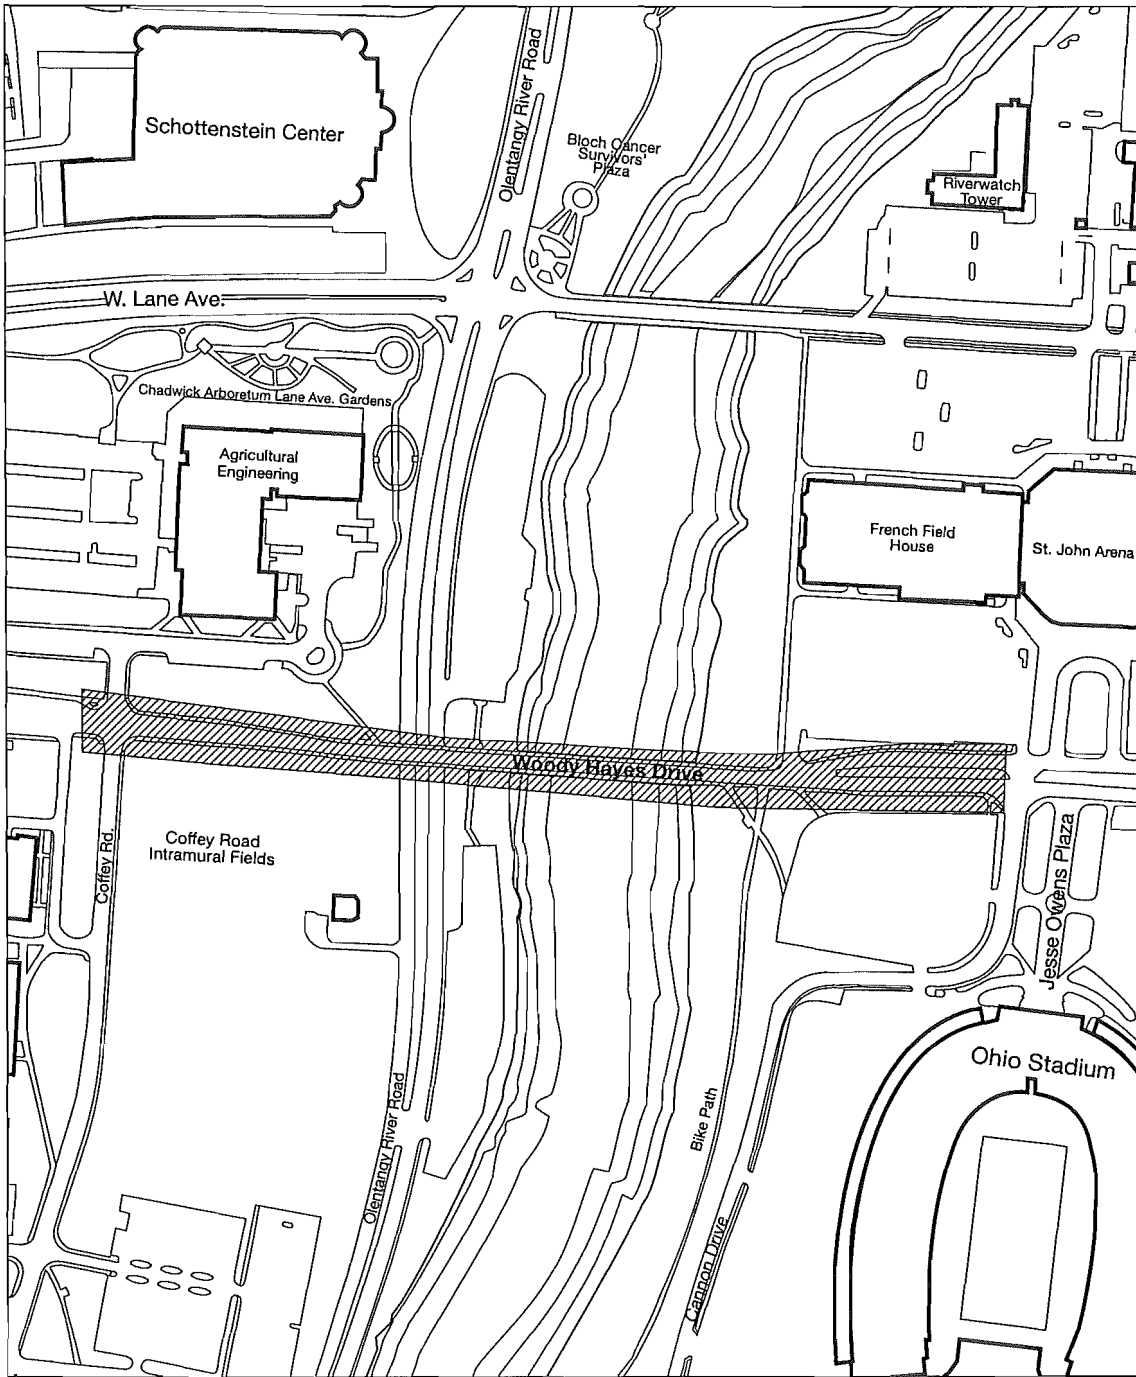 Schottenstein Center
Olentangy River Road
Bloch Cancer
Survivors'
Plaza
Riverwatch
Tower
W. Lane Ave.
Chadwick Arboretum Lane Ave. Gardens
Agricultural
Engineering
French Field
House
St. John Arena
Woody Hayes Drive
Coffey Rd.
Coffey Road
Intramural Fields
Jesse Owens Plaza
Ohio Stadium
Olentangy River Road
Bike Path
Cannon Drive